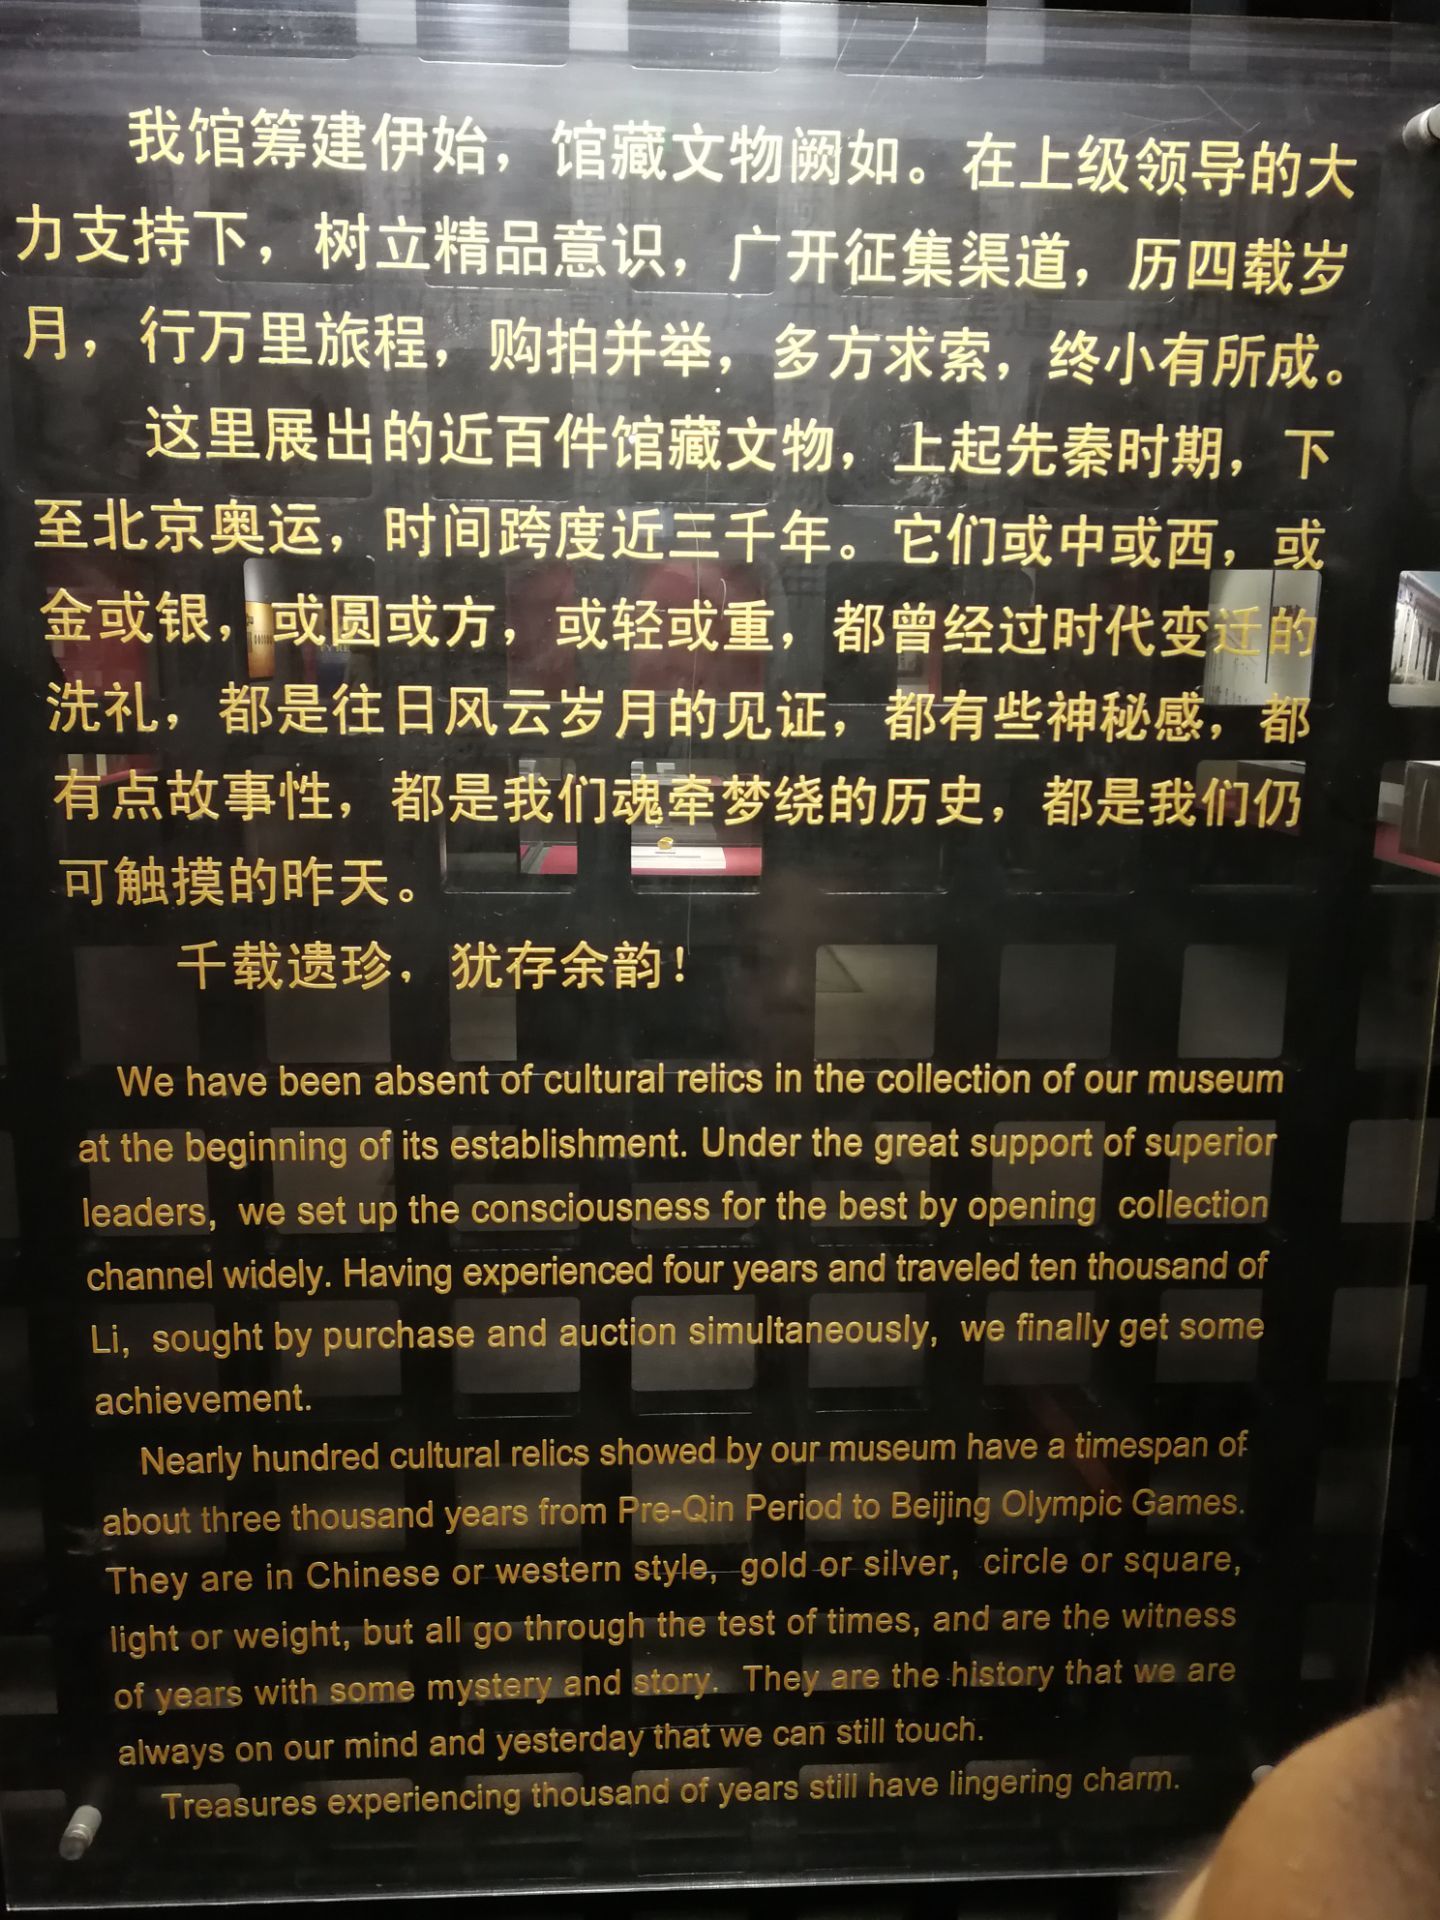 我馆筹建伊始，馆藏文物阙如。在上级领导的大
力支持下，树立精品意识，广开征集渠道，历四载岁
月，行万里旅程，购拍并举，多方求索，终小有所成。
这里展出的近百件馆藏文物，上起先秦时期，下
至北京奥运，时间跨度近三千年。它们或中或西，或
金或银，或圆或方，或轻或重，都曾经过时代变迁的
洗礼，都是往日风云岁月的见证，都有些神秘感，都
有点故事性，都是我们魂牵梦绕的历史，都是我们仍
可触摸的昨天。
千载遗珍，犹存余韵！
We have been absent of cultural relics in the collection of our museum
at the beginning of its establishment. Under the great support of superior
leaders, we set up the consciousness for the best by opening collection
channel widely. Having experienced four years and traveled ten thousand of
Li, sought by purchase and auction simultaneously, we finally get some
achievement.
Nearly hundred cultural relics showed by our museum have a timespan of
about three thousand years from Pre-Qin Period to Beijing Olympic Games.
They are in Chinese or western style, gold or silver, circle or square,
light or weight, but all go through the test of times, and are the witness
of years with some mystery and story. They are the history that we are
always on our mind and yesterday that we can still touch.
Treasures experiencing thousand of years still have lingering charm.